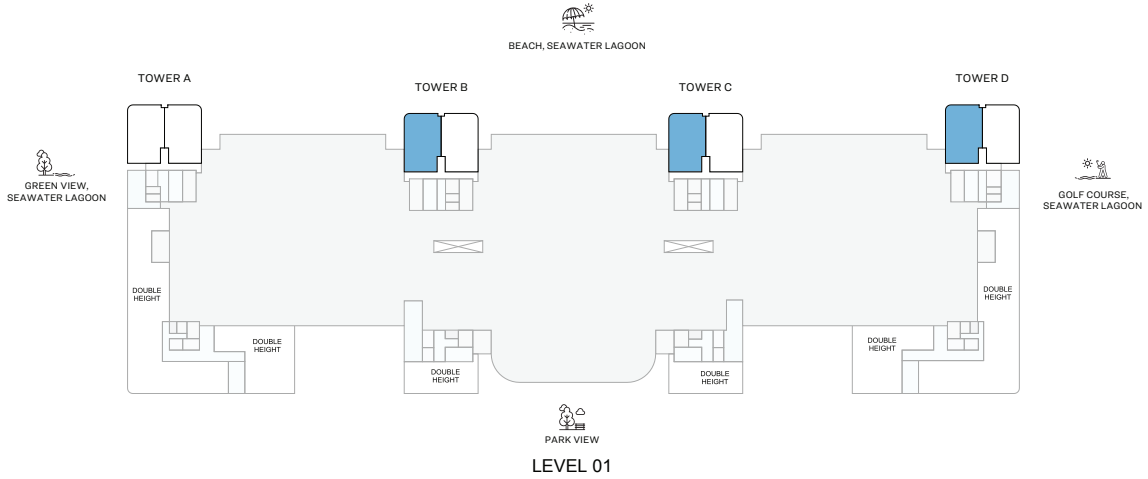 BEACH, SEAWATER LAGOON
TOWER A
TOWER B
TOWER C
TOWER D
GREEN VIEW,
SEAWATER LAGOON
GOLF COURSE,
SEAWATER LAGOON
DOUBLE
HEIGHT
DOUBLE
HEIGHT
DOUBLE
HEIGHT
DOUBLE
HEIGHT
DOUBLE
HEIGHT
DOUBLE
HEIGHT
PARK VIEW
LEVEL 01